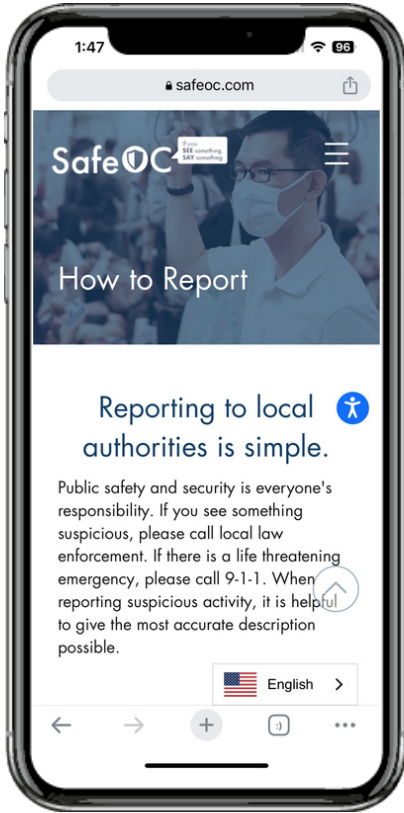 1:47
96
safeoc.com
SafeOC
If you
SEE something,
SAY something
How to Report
Reporting to local
authorities is simple.
Public safety and security is everyone's
responsibility. If you see something
suspicious, please call local law
enforcement. If there is a life threatening
emergency, please call 9-1-1. When
reporting suspicious activity, it is helpful
to give the most accurate description
possible.
English
:)